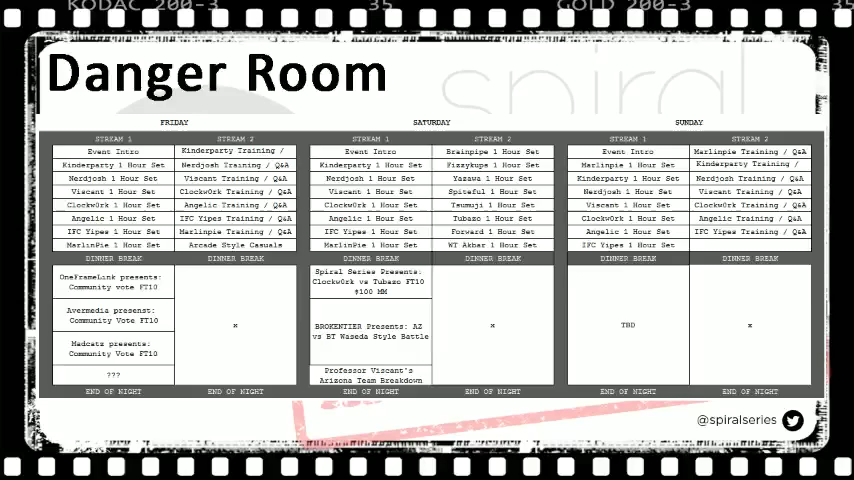 KODAC 200-3 35 GOLD 200-3 35
Danger Room
spiral
FRIDAY SATURDAY SUNDAY
STREAM 1 STREAM 2 STREAM 1 STREAM 2 STREAM 1 STREAM 2
Event Intro Kinderparty Training / Event Intro Brainpipe 1 Hour Set Event Intro Marlinpie Training / Q&A
Kinderparty 1 Hour Set Nerdjosh Training / Q&A Kinderparty 1 Hour Set Fizzykups 1 Hour Set Marlinpie 1 Hour Set Kinderparty Training /
Nerdjosh 1 Hour Set Viscant Training / Q&A Nerdjosh 1 Hour Set Yazawa 1 Hour Set Kinderparty 1 Hour Set Nerdjosh Training / Q&A
Viscant 1 Hour Set Clockw0rk Training / Q&A Viscant 1 Hour Set Spiteful 1 Hour Set Nerdjosh 1 Hour Set Viscant Training / Q&A
Clockw0rk 1 Hour Set Angelic Training / Q&A Clockw0rk 1 Hour Set Tsumuji 1 Hour Set Viscant 1 Hour Set Clockw0rk Training / Q&A
Angelic 1 Hour Set IFC Yipes Training / Q&A Angelic 1 Hour Set Tubazo 1 Hour Set Clockw0rk 1 Hour Set Angelic Training / Q&A
IFC Yipes 1 Hour Set Marlinpie Training / Q&A IFC Yipes 1 Hour Set Forward 1 Hour Set Angelic 1 Hour Set IFC Yipes Training / Q&A
MarlinPie 1 Hour Set Arcade Style Casuals MarlinPie 1 Hour Set WT Akbar 1 Hour Set IFC Yipes 1 Hour Set
DINNER BREAK DINNER BREAK DINNER BREAK DINNER BREAK DINNER BREAK DINNER BREAK
OneFrameLink presents:
Community vote FT10
Avermedia presenst:
Community Vote FT10
Madcatz presents:
Community Vote FT10
???
x
Spiral Series Presents:
Clockw0rk vs Tubazo FT10
$100 MM
BROKENTIER Presents: AZ
vs BT Waseda Style Battle
Professor Viscant's
Arizona Team Breakdown
x
TBD
x
END OF NIGHT END OF NIGHT END OF NIGHT END OF NIGHT END OF NIGHT END OF NIGHT
@spiralseries